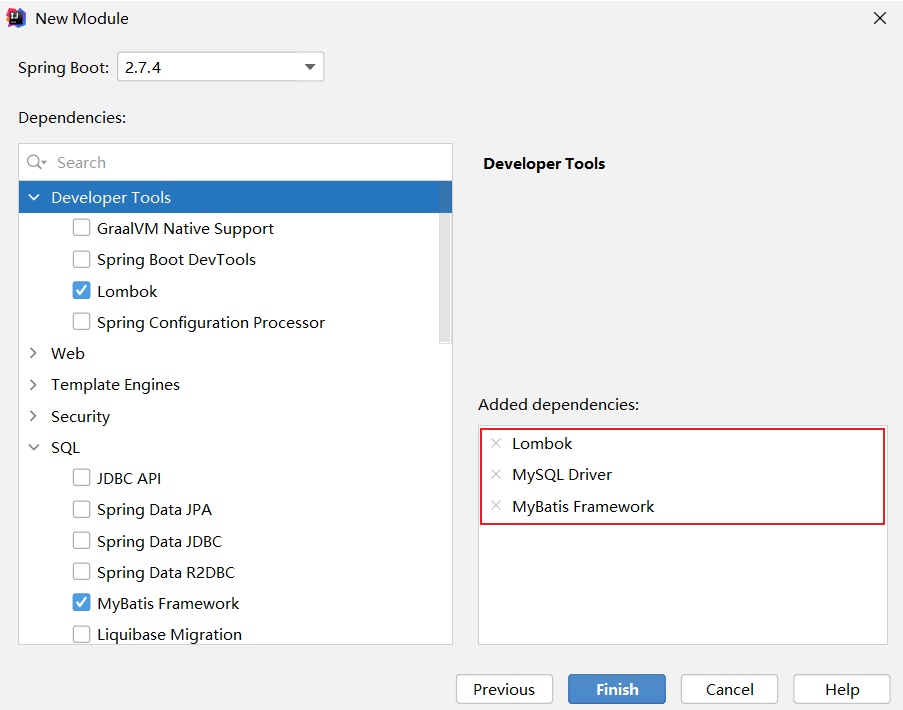 New Module
Spring Boot: 2.7.4
Dependencies:
Search
Developer Tools
GraalVM Native Support
Spring Boot DevTools
Lombok
Spring Configuration Processor
Web
Template Engines
Security
SQL
JDBC API
Spring Data JPA
Spring Data JDBC
Spring Data R2DBC
MyBatis Framework
Liquibase Migration
Developer Tools
Added dependencies:
Lombok
MySQL Driver
MyBatis Framework
Previous
Finish
Cancel
Help